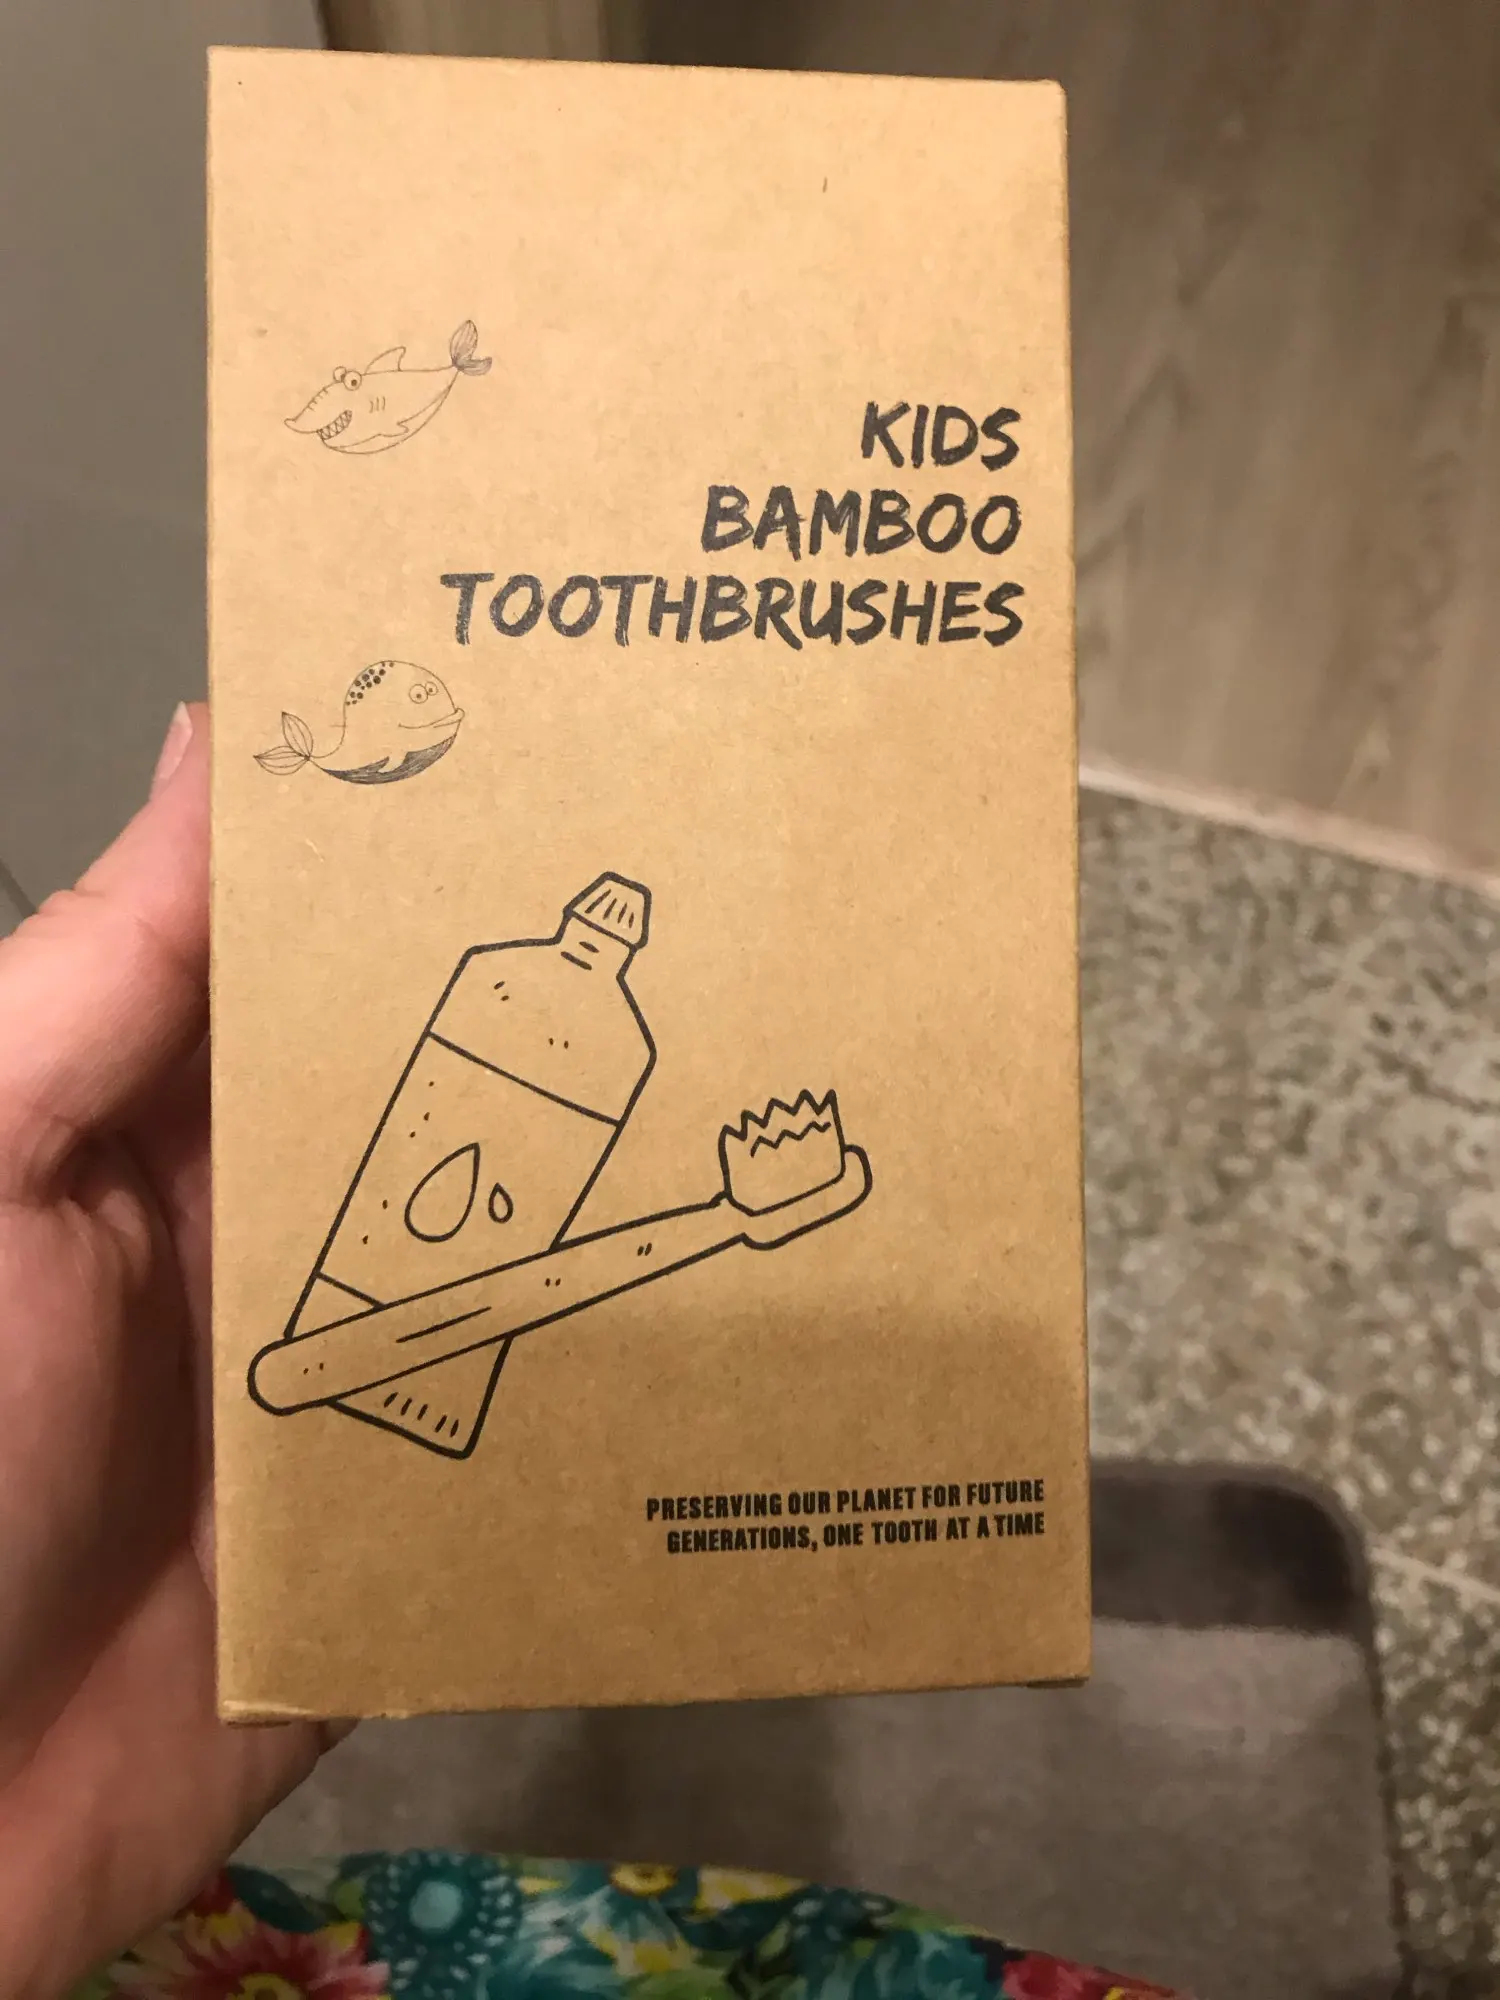 KIDS
BAMBOO
TOOTHBRUSHES
PRESERVING OUR PLANET FOR FUTURE
GENERATIONS, ONE TOOTH AT A TIME